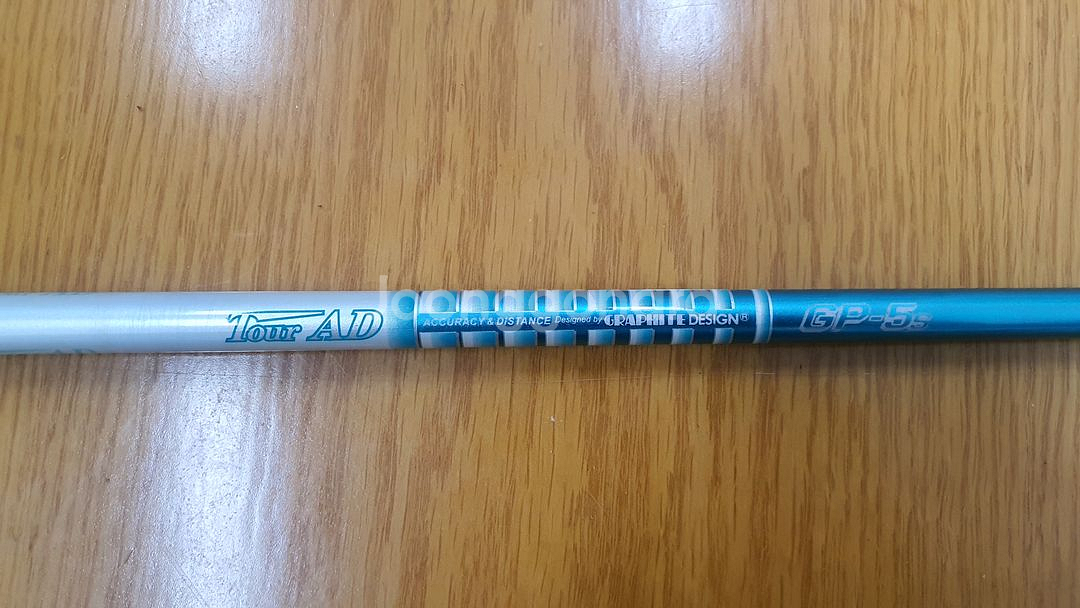 Tour AD
ACCURACY & DISTANCE Designed by GRAPHITE DESIGN®
GP-5s